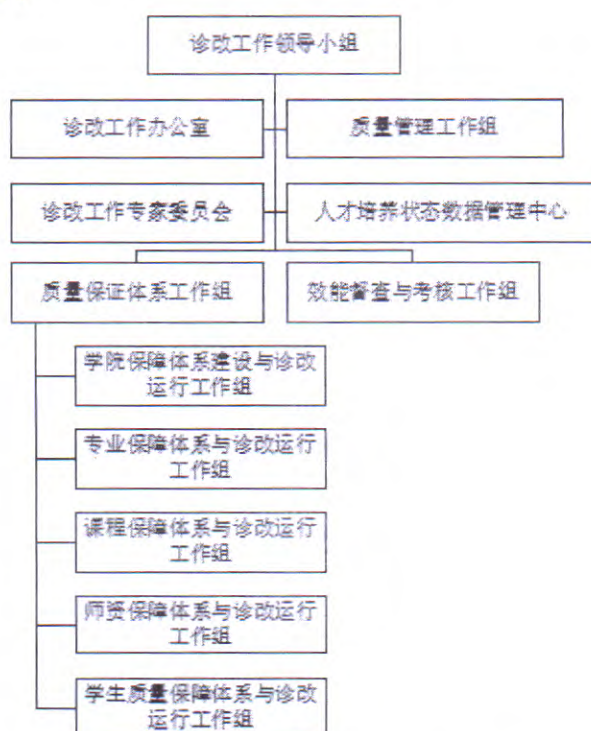 诊改工作领导小组
诊改工作办公室
质量管理工作组
诊改工作专家委员会
人才培养状态数据管理中心
质量保证体系工作组
效能督查与考核工作组
学院保障体系建设与诊改
运行工作组
专业保障体系与诊改运行
工作组
课程保障体系与诊改运行
工作组
师资保障体系与诊改运行
工作组
学生质量保障体系与诊改
运行工作组